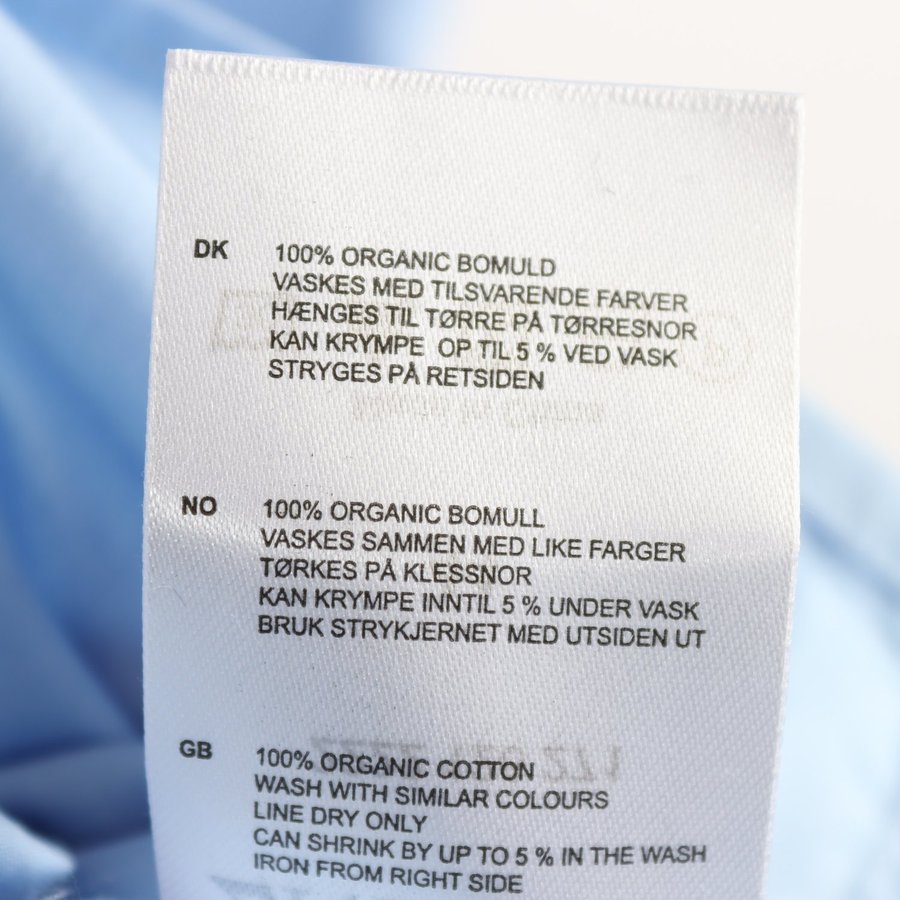 DK 100% ORGANIC BOMULD
VASKES MED TILSVARENDE FARVER
HÆNGES TIL TØRRE PÅ TØRRESNOR
KAN KRYMPE OP TIL 5 % VED VASK
STRYGES PÅ RETSIDEN
NO 100% ORGANIC BOMULL
VASKES SAMMEN MED LIKE FARGER
TØRKES PÅ KLESSNOR
KAN KRYMPE INNTIL 5 % UNDER VASK
BRUK STRYKJERNET MED UTSIDEN UT
GB 100% ORGANIC COTTON
WASH WITH SIMILAR COLOURS
LINE DRY ONLY
CAN SHRINK BY UP TO 5 % IN THE WASH
IRON FROM RIGHT SIDE